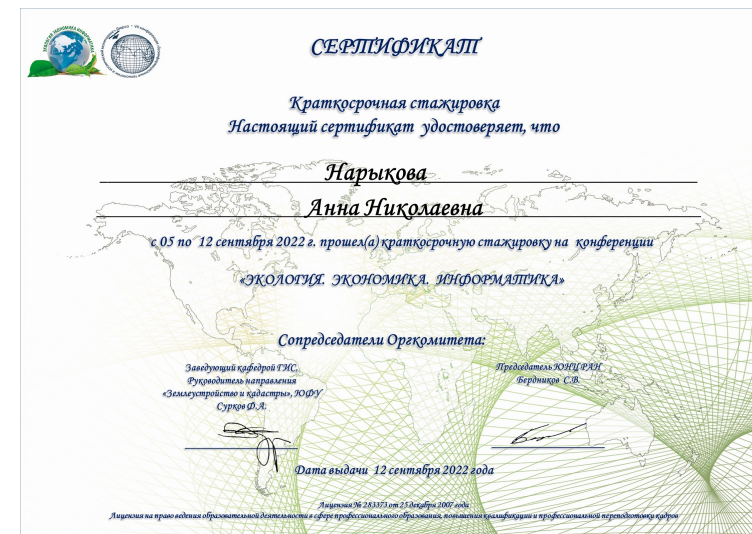 ЭКОЛОГИЯ ЭКОНОМИКА ИНФОРМАТИКА
СЕРТИФИКАТ
Краткосрочная стажировка
Настоящий сертификат удостоверяет, что
Нарыкова
Анна Николаевна
с 05 по 12 сентября 2022 г. прошел(а) краткосрочную стажировку на конференции
«ЭКОЛОГИЯ. ЭКОНОМИКА. ИНФОРМАТИКА»
Сопредседатели Оргкомитета:
Заведующий кафедрой ГИС,
Руководитель направления
«Землеустройство и кадастры», ЮФУ
Сурков Ф.А.
Председатель ЮНЦ РАН
Бердников С.В.
Дата выдачи 12 сентября 2022 года
Лицензия № 283373 от 25 декабря 2007 года
Лицензия на право ведения образовательной деятельности в сфере профессионального образования, повышения квалификации и профессиональной переподготовки кадров